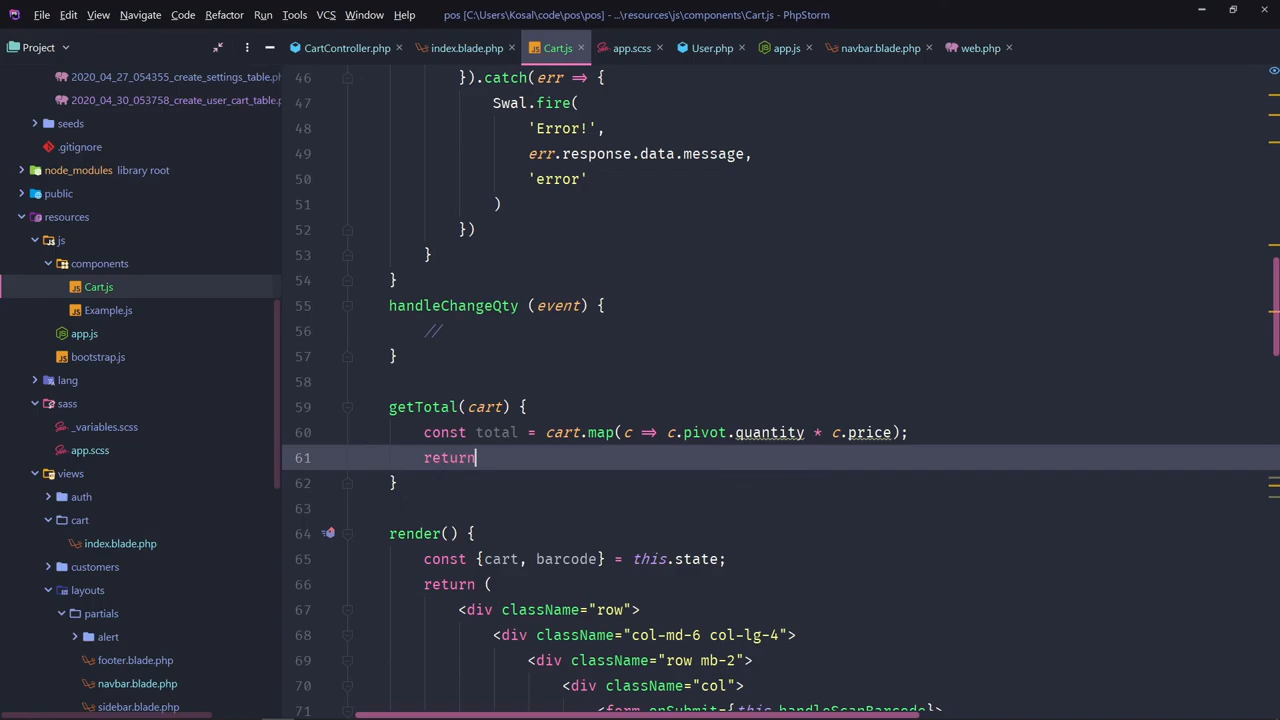 File Edit View Navigate Code Refactor Run Tools VCS Window Help pos [C:\Users\Kosal\code\pos\pos] - ...\resources\js\components\Cart.js - PhpStorm
Project
CartController.php × index.blade.php × Cart.js × app.scss × User.php × app.js × navbar.blade.php × web.php ×
2020_04_27_054355_create_settings_table.ph
2020_04_30_053758_create_user_cart_table.p
seeds
.gitignore
node_modules library root
public
resources
js
components
Cart.js
Example.js
app.js
bootstrap.js
lang
sass
_variables.scss
app.scss
views
auth
cart
index.blade.php
customers
layouts
partials
alert
footer.blade.php
navbar.blade.php
sidebar.blade.php
46 }).catch(err => {
47 Swal.fire(
48 'Error!',
49 err.response.data.message,
50 'error'
51 )
52 })
53 }
54 }
55 handleChangeQty (event) {
56 //
57 }
58
59 getTotal(cart) {
60 const total = cart.map(c => c.pivot.quantity * c.price);
61 return
62 }
63
64 render() {
65 const {cart, barcode} = this.state;
66 return (
67 <div className="row">
68 <div className="col-md-6 col-lg-4">
69 <div className="row mb-2">
70 <div className="col">
71 <form onSubmit={this.handleScanBarcode}>